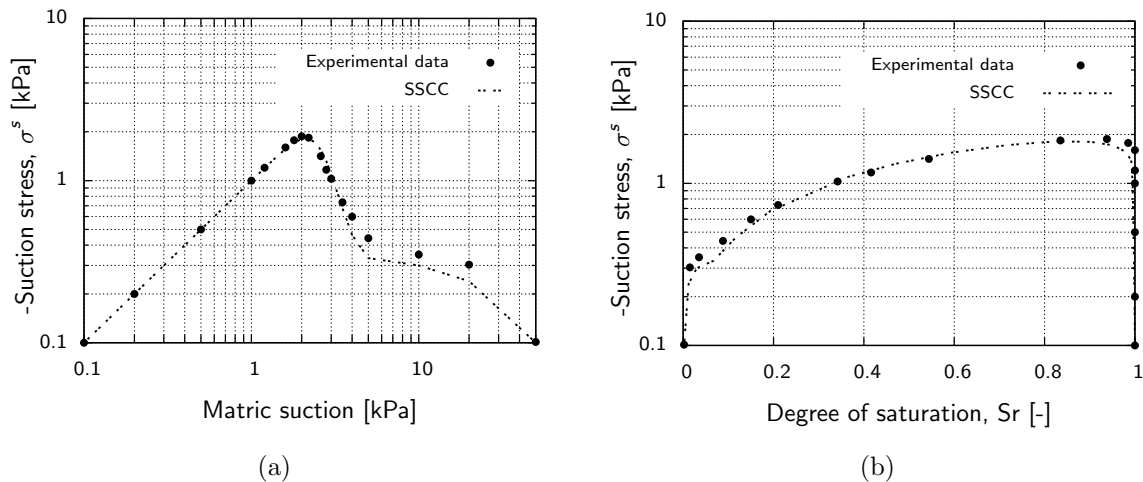 10
1
0.1
-Suction stress, σˢ [kPa]
Experimental data
SSCC
0.1
1
10
Matric suction [kPa]
(a)
10
1
0.1
-Suction stress, σˢ [kPa]
Experimental data
SSCC
0
0.2
0.4
0.6
0.8
1
Degree of saturation, Sr [-]
(b)